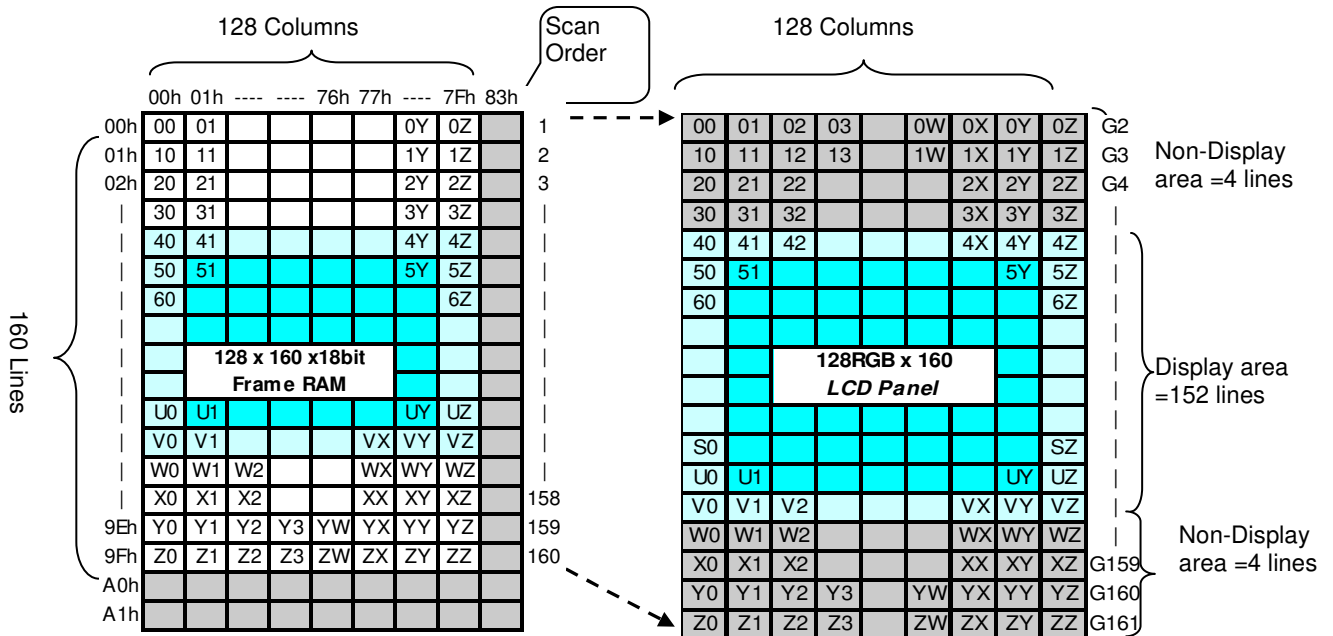 128 Columns
Scan
Order
128 Columns
00h 01h ---- ---- 76h 77h ---- 7Fh 83h
00h 00 01 0Y 0Z 1
01h 10 11 1Y 1Z 2
02h 20 21 2Y 2Z 3
| 30 31 3Y 3Z |
| 40 41 4Y 4Z |
| 50 51 5Y 5Z |
| 60 6Z |
160 Lines
128 x 160 x18bit
Frame RAM
| U0 U1 UY UZ |
| V0 V1 VX VY VZ |
| W0 W1 W2 WX WY WZ |
| X0 X1 X2 XX XY XZ 158
9Eh Y0 Y1 Y2 Y3 YW YX YY YZ 159
9Fh Z0 Z1 Z2 Z3 ZW ZX ZY ZZ 160
A0h
A1h
00 01 02 03 0W 0X 0Y 0Z G2
10 11 12 13 1W 1X 1Y 1Z G3
20 21 22 2X 2Y 2Z G4
30 31 32 3X 3Y 3Z |
40 41 42 4X 4Y 4Z |
50 51 5Y 5Z |
60 6Z |
128RGB x 160
LCD Panel
S0 SZ |
U0 U1 UY UZ |
V0 V1 V2 VX VY VZ |
W0 W1 W2 WX WY WZ |
X0 X1 X2 XX XY XZ G159
Y0 Y1 Y2 Y3 YW YX YY YZ G160
Z0 Z1 Z2 Z3 ZW ZX ZY ZZ G161
Non-Display
area =4 lines
Display area
=152 lines
Non-Display
area =4 lines